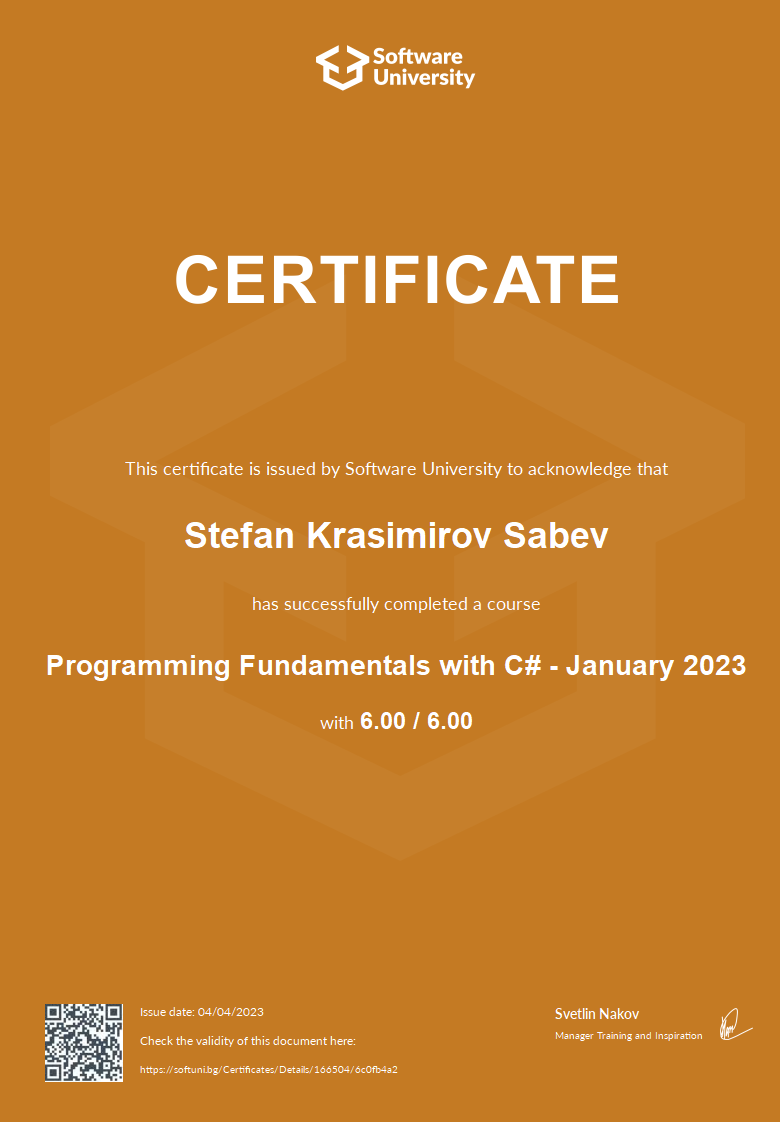 Software
University
CERTIFICATE
This certificate is issued by Software University to acknowledge that
Stefan Krasimirov Sabev
has successfully completed a course
Programming Fundamentals with C# - January 2023
with 6.00 / 6.00
Issue date: 04/04/2023
Check the validity of this document here:
https://softuni.bg/Certificates/Details/166504/6c0fb4a2
Svetlin Nakov
Manager Training and Inspiration